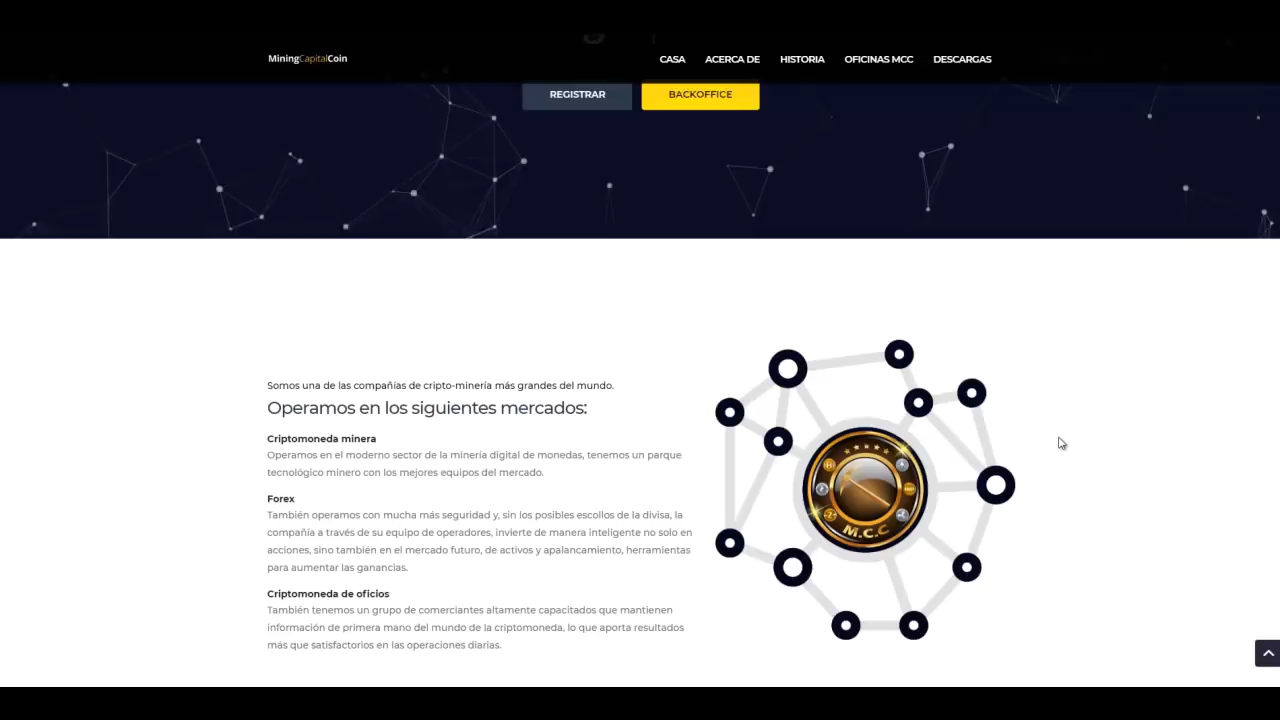 MiningCapitalCoin
CASA
ACERCA DE
HISTORIA
OFICINAS MCC
DESCARGAS
REGISTRAR
BACKOFFICE
Somos una de las compañías de cripto-minería más grandes del mundo.
Operamos en los siguientes mercados:
Criptomoneda minera
Operamos en el moderno sector de la minería digital de monedas, tenemos un parque
tecnológico minero con los mejores equipos del mercado.
Forex
También operamos con mucha más seguridad y, sin los posibles escollos de la divisa, la
compañía a través de su equipo de operadores, invierte de manera inteligente no solo en
acciones, sino también en el mercado futuro, de activos y apalancamiento, herramientas
para aumentar las ganancias.
Criptomoneda de oficios
También tenemos un grupo de comerciantes altamente capacitados que mantienen
información de primera mano del mundo de la criptomoneda, lo que aporta resultados
más que satisfactorios en las operaciones diarias.
M.C.C